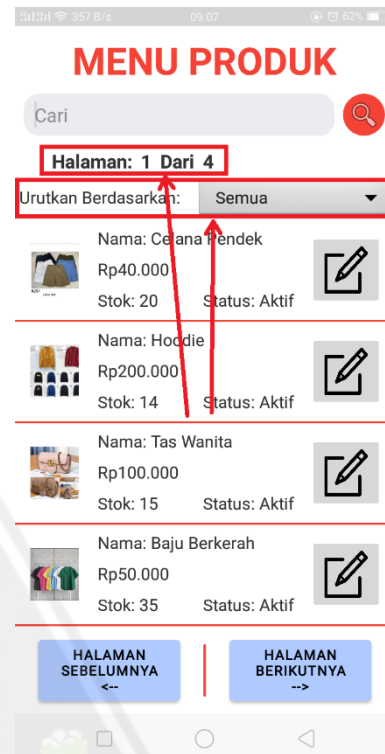 357 B/s 09.07 62%
MENU PRODUK
Cari
Halaman: 1 Dari 4
Urutkan Berdasarkan: Semua
Nama: Celana Pendek
Rp40.000
Stok: 20 Status: Aktif
Nama: Hoodie
Rp200.000
Stok: 14 Status: Aktif
Nama: Tas Wanita
Rp100.000
Stok: 15 Status: Aktif
Nama: Baju Berkerah
Rp50.000
Stok: 35 Status: Aktif
HALAMAN
SEBELUMNYA
<--
HALAMAN
BERIKUTNYA
-->